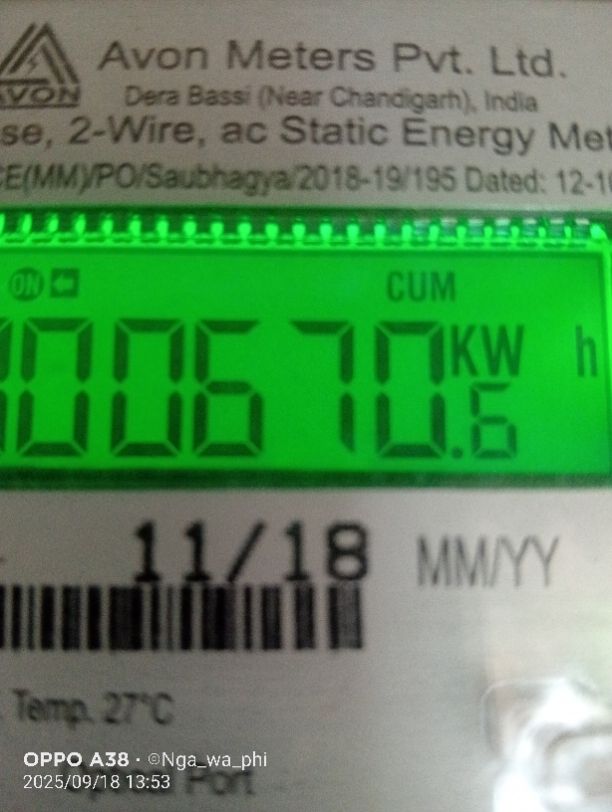 AVON
Avon Meters Pvt. Ltd.
Dera Bassi (Near Chandigarh), India
se, 2-Wire, ac Static Energy Met
CE(MM)/PO/Saubhagya/2018-19/195 Dated: 12-1
ON CUM
00670.6 KW h
11/18 MM/YY
Temp. 27°C
OPPO A38 · ©Nga_wa_phi
2025/09/18 13:53
Port